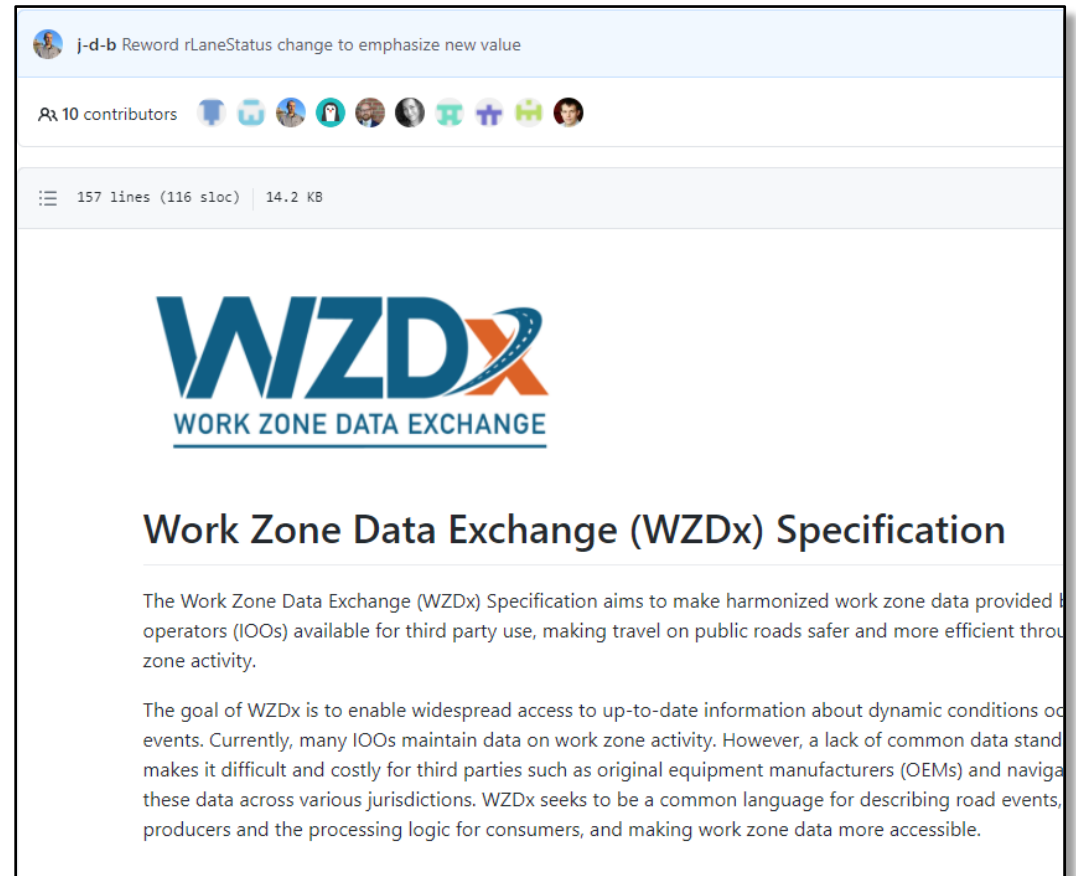 j-d-b Reword rLaneStatus change to emphasize new value
10 contributors
157 lines (116 sloc) 14.2 KB
WZDx
WORK ZONE DATA EXCHANGE
Work Zone Data Exchange (WZDx) Specification
The Work Zone Data Exchange (WZDx) Specification aims to make harmonized work zone data provided
operators (IOOs) available for third party use, making travel on public roads safer and more efficient
zone activity.
The goal of WZDx is to enable widespread access to up-to-date information about dynamic conditions
events. Currently, many IOOs maintain data on work zone activity. However, a lack of common data
makes it difficult and costly for third parties such as original equipment manufacturers (OEMs) and
these data across various jurisdictions. WZDx seeks to be a common language for describing road events,
producers and the processing logic for consumers, and making work zone data more accessible.